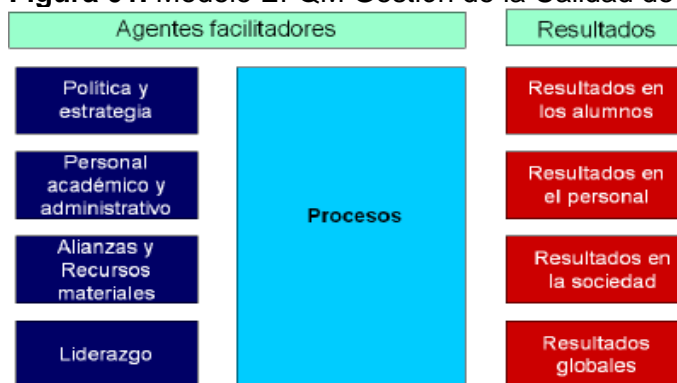 Modelo EFQM Gestión de la Calidad de
Agentes facilitadores
Resultados
Política y
estrategia
Personal
académico y
administrativo
Alianzas y
Recursos
materiales
Liderazgo
Procesos
Resultados en
los alumnos
Resultados en
el personal
Resultados en
la sociedad
Resultados
globales